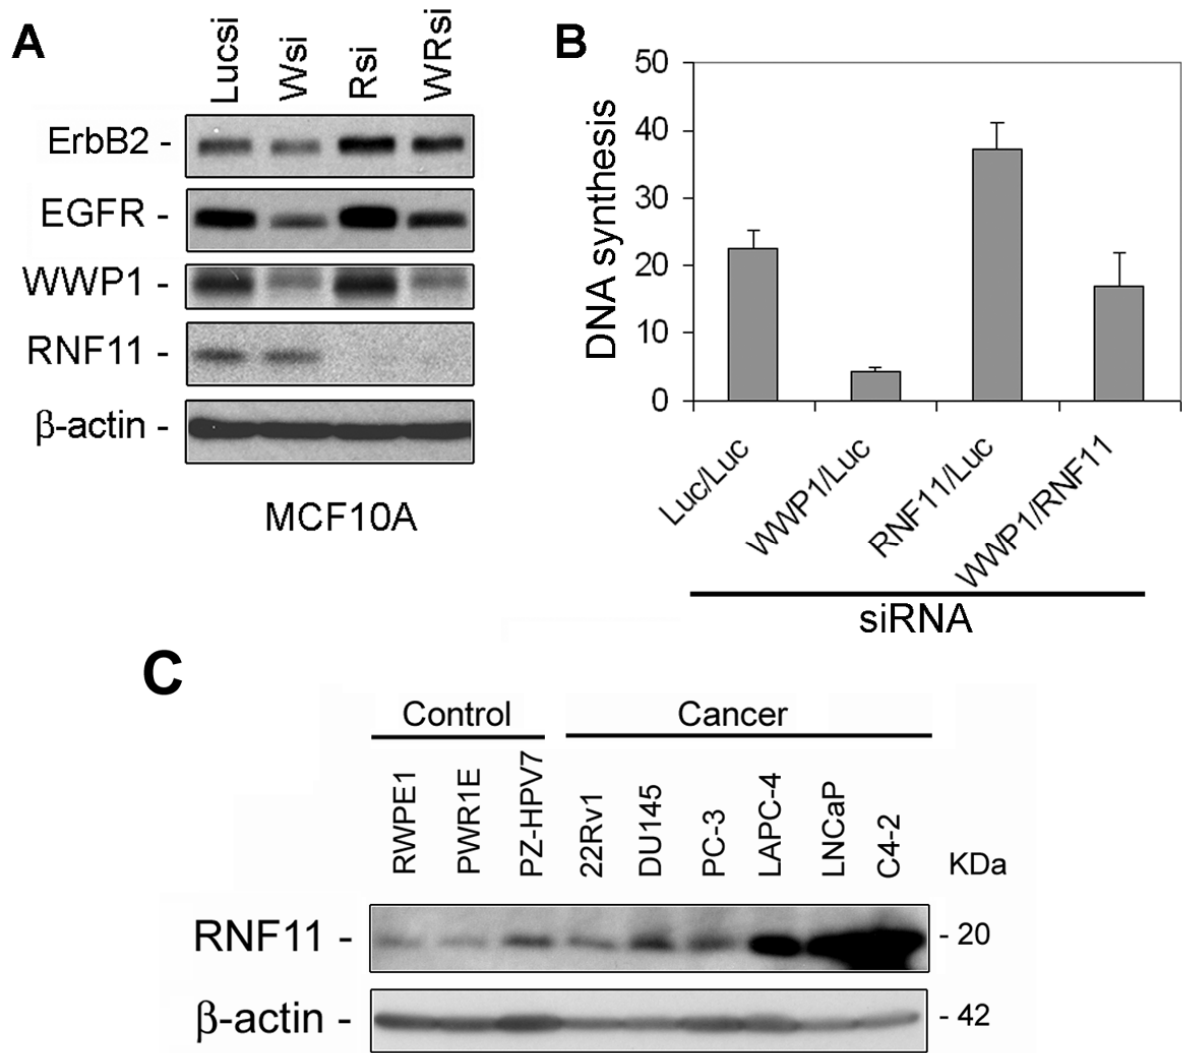 A
Lucsi Wsi Rsi WRsi
ErbB2 -
EGFR -
WWP1 -
RNF11 -
β-actin -
MCF10A
B
DNA synthesis
50
40
30
20
10
0
Luc/Luc
WWP1/Luc
RNF11/Luc
WWP1/RNF11
siRNA
C
Control Cancer
RWPE1 PWR1E PZ-HPV7 22Rv1 DU145 PC-3 LAPC-4 LNCaP C4-2
KDa
RNF11 - - 20
β-actin - - 42